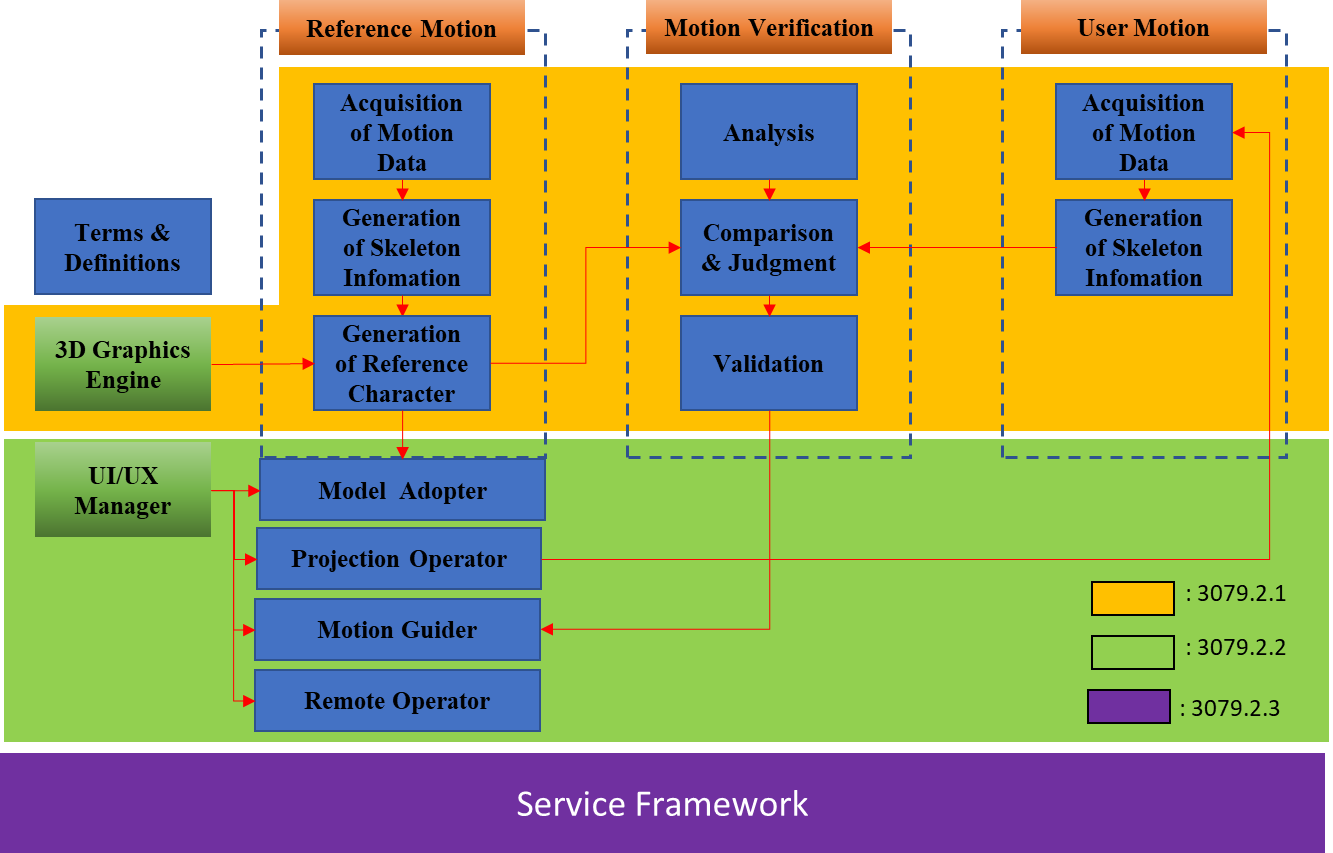 Reference Motion
Motion Verification
User Motion
Acquisition
of Motion
Data
Analysis
Acquisition
of Motion
Data
Terms &
Definitions
Generation
of Skeleton
Infomation
Comparison
& Judgment
Generation
of Skeleton
Infomation
3D Graphics
Engine
Generation
of Reference
Character
Validation
UI/UX
Manager
Model Adopter
Projection Operator
Motion Guider
Remote Operator
: 3079.2.1
: 3079.2.2
: 3079.2.3
Service Framework